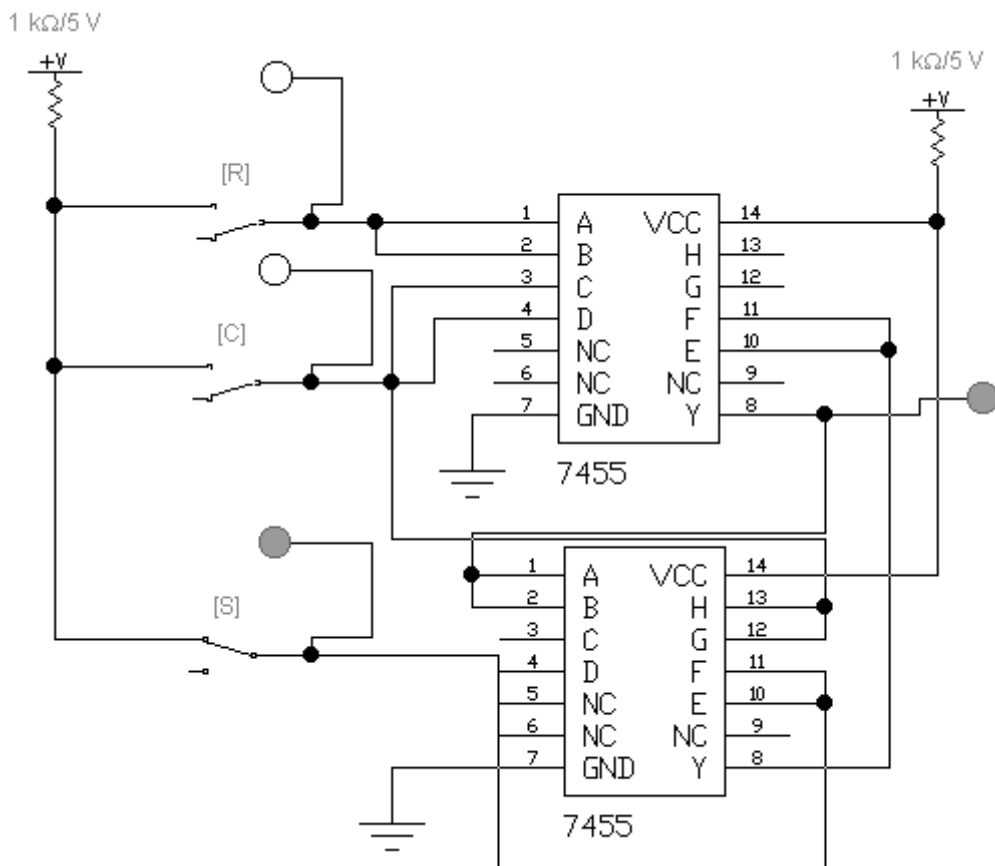 1 kΩ/5 V
+V
1 kΩ/5 V
+V
[R]
[C]
[S]
1 A VCC 14
2 B H 13
3 C G 12
4 D F 11
5 NC E 10
6 NC NC 9
7 GND Y 8
7455
1 A VCC 14
2 B H 13
3 C G 12
4 D F 11
5 NC E 10
6 NC NC 9
7 GND Y 8
7455